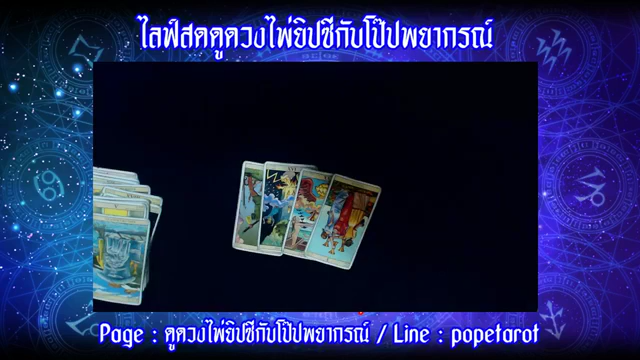 ไลฟ์สดดูดวงไพ่ยิปซีกับโป๊ปพยากรณ์
Page : ดูดวงไพ่ยิปซีกับโป๊ปพยากรณ์ / Line : popetarot